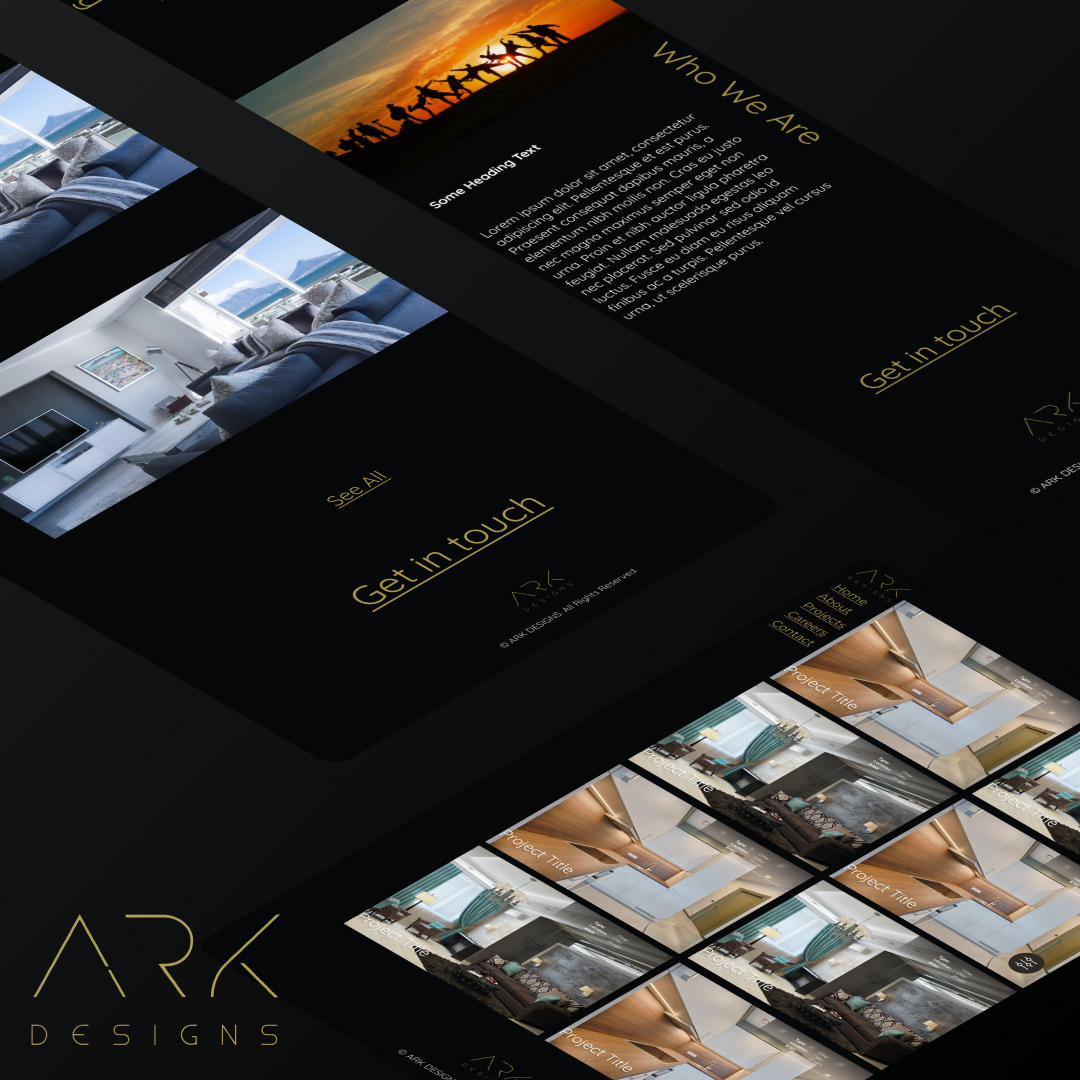 Who We Are
Some Heading Text
Lorem ipsum dolor sit amet, consectetur
adipiscing elit. Pellentesque et est purus.
Praesent consequat dapibus mauris, a
elementum nibh mollis non. Cras eu justo
nec magna maximus semper eget non
urna. Proin et nibh auctor ligula pharetra
feugiat. Nullam malesuada egestas leo
nec placerat. Sed pulvinar sed odio id
luctus. Fusce eu diam eu risus aliquam
finibus ac a turpis. Pellentesque vel cursus
urna, ut scelerisque purus.
Get in touch
ARK
DESIG
© ARK DE
See All
Get in touch
ARK
DESIGNS
© ARK DESIGNS. All Rights Reserved.
ARK
DESIGNS
Home
About
Projects
Careers
Contact
Project Title
Project Title
Project Title
Project Title
Project Title
Project Title
Project Title
Project Title
ARK
DESIGNS
© ARK DESIGN
ARK